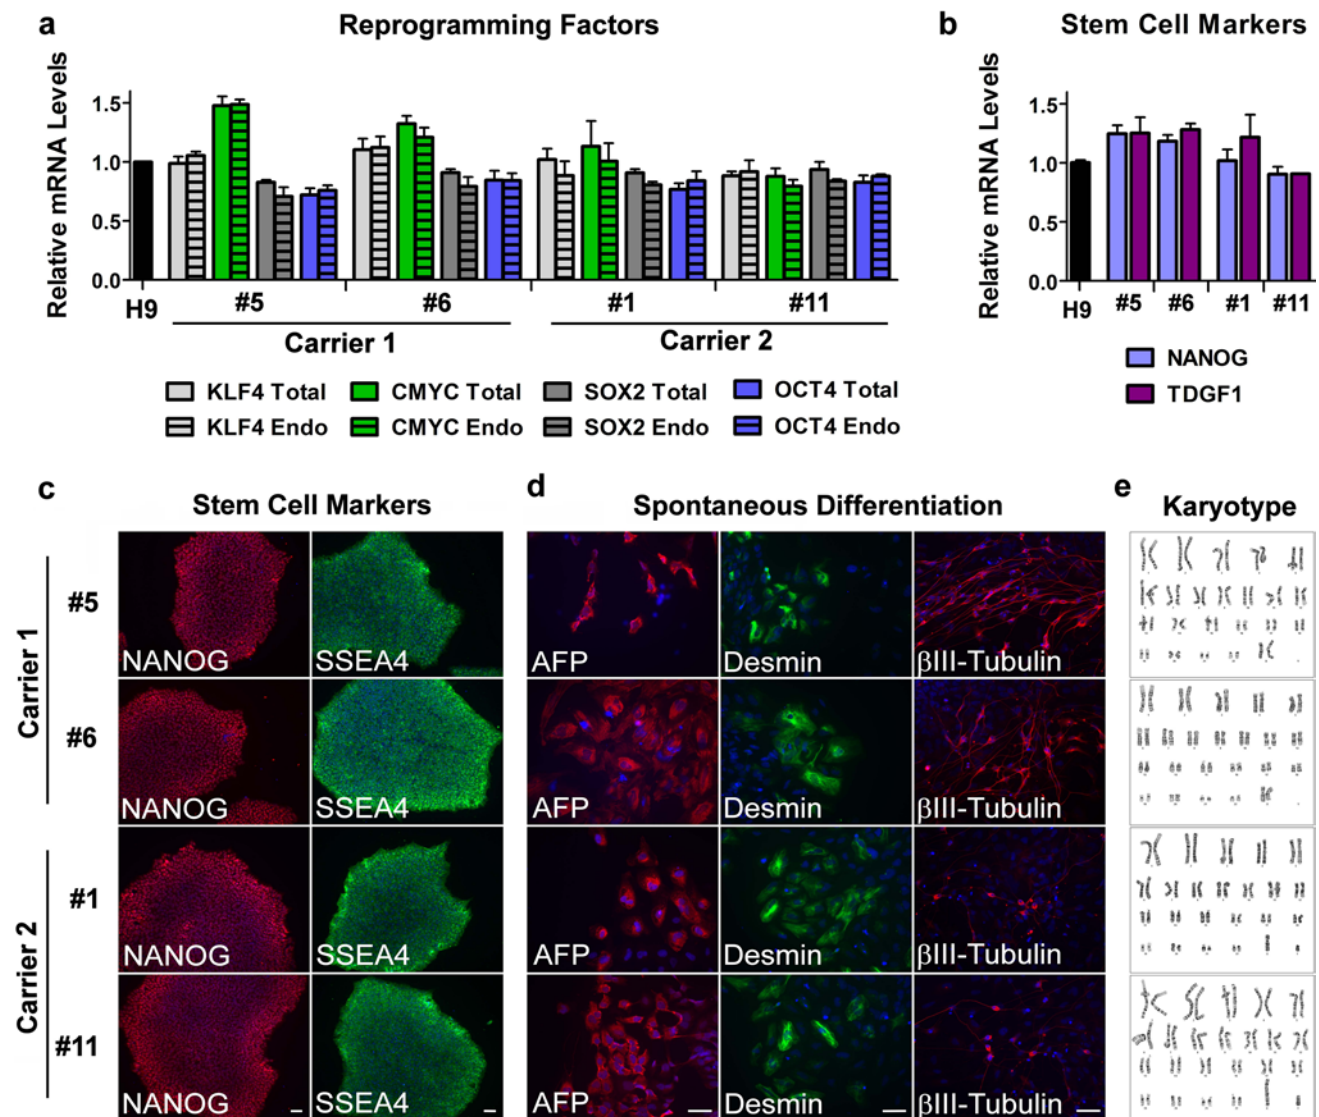 a
Reprogramming Factors
Relative mRNA Levels
1.5
1.0
0.5
0.0
H9
#5
#6
#1
#11
Carrier 1
Carrier 2
KLF4 Total
CMYC Total
SOX2 Total
OCT4 Total
KLF4 Endo
CMYC Endo
SOX2 Endo
OCT4 Endo
b
Stem Cell Markers
Relative mRNA Levels
1.5
1.0
0.5
0.0
H9
#5
#6
#1
#11
NANOG
TDGF1
c
Stem Cell Markers
d
Spontaneous Differentiation
e
Karyotype
Carrier 1
#5
NANOG
SSEA4
AFP
Desmin
βIII-Tubulin
#6
NANOG
SSEA4
AFP
Desmin
βIII-Tubulin
Carrier 2
#1
NANOG
SSEA4
AFP
Desmin
βIII-Tubulin
#11
NANOG
SSEA4
AFP
Desmin
βIII-Tubulin